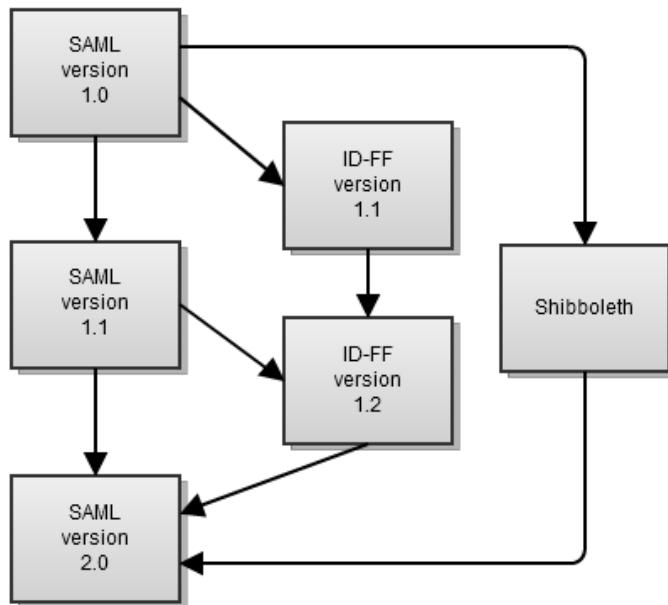 SAML
version
1.0
ID-FF
version
1.1
SAML
version
1.1
Shibboleth
ID-FF
version
1.2
SAML
version
2.0